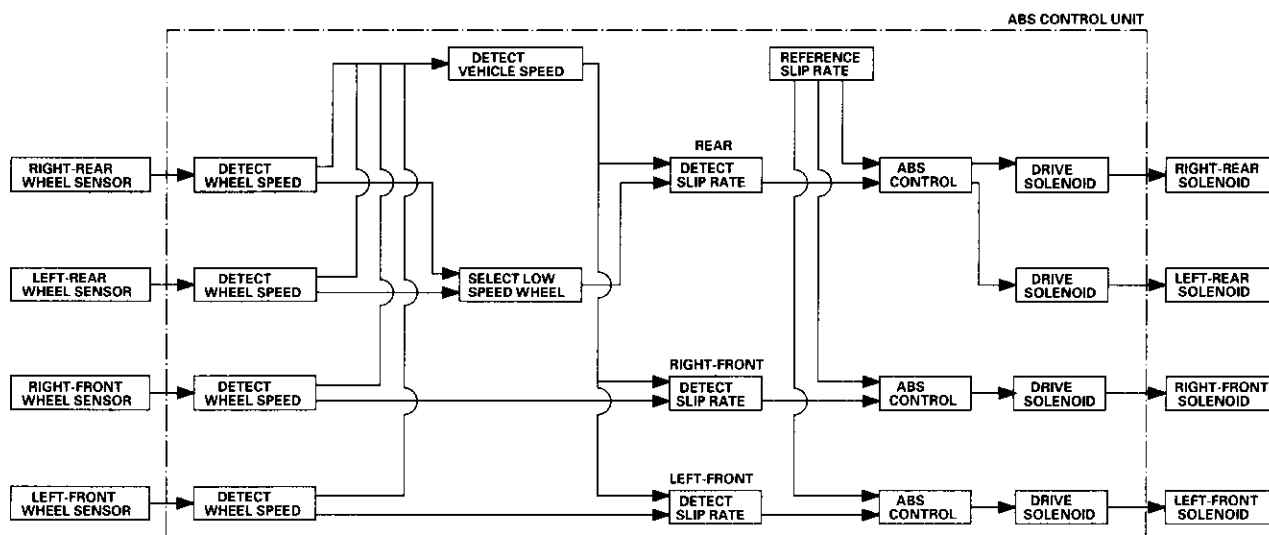 ABS CONTROL UNIT
DETECT
VEHICLE SPEED
REFERENCE
SLIP RATE
REAR
RIGHT-REAR
WHEEL SENSOR
DETECT
WHEEL SPEED
DETECT
SLIP RATE
ABS
CONTROL
DRIVE
SOLENOID
RIGHT-REAR
SOLENOID
LEFT-REAR
WHEEL SENSOR
DETECT
WHEEL SPEED
SELECT LOW
SPEED WHEEL
DRIVE
SOLENOID
LEFT-REAR
SOLENOID
RIGHT-FRONT
RIGHT-FRONT
WHEEL SENSOR
DETECT
WHEEL SPEED
DETECT
SLIP RATE
ABS
CONTROL
DRIVE
SOLENOID
RIGHT-FRONT
SOLENOID
LEFT-FRONT
LEFT-FRONT
WHEEL SENSOR
DETECT
WHEEL SPEED
DETECT
SLIP RATE
ABS
CONTROL
DRIVE
SOLENOID
LEFT-FRONT
SOLENOID